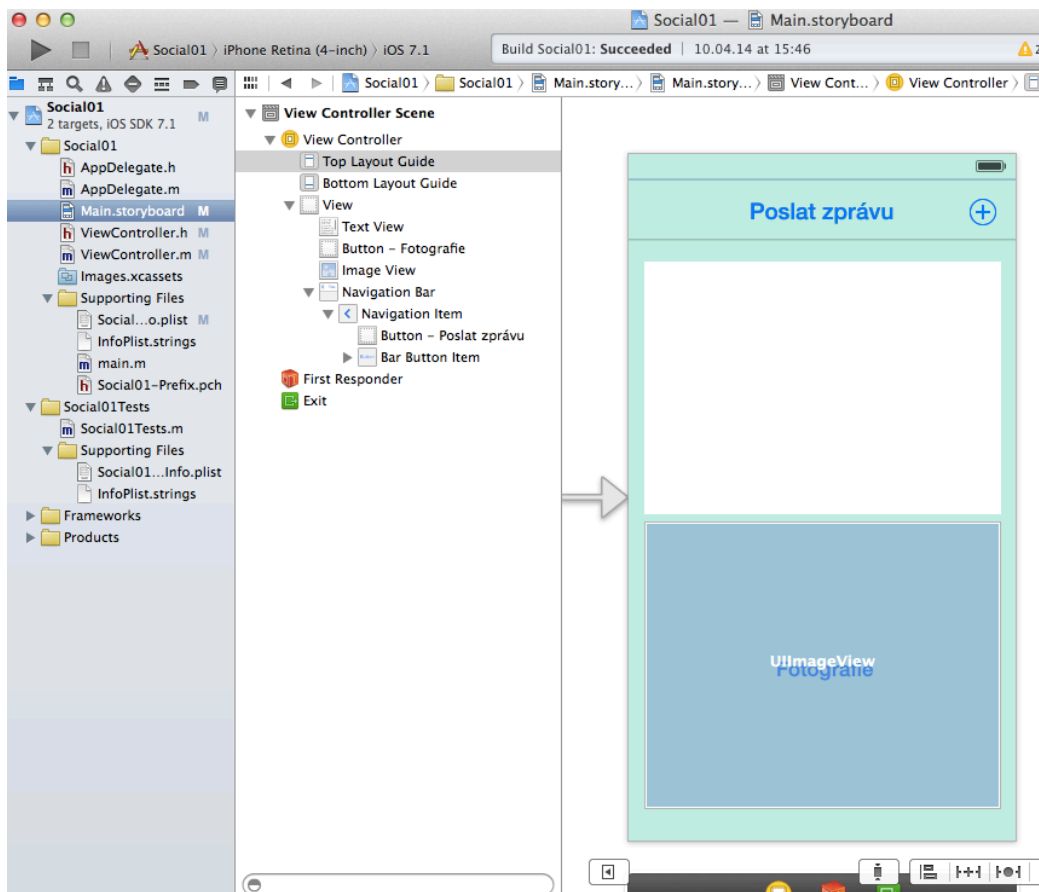 Social01 — Main.storyboard
Social01 〉 iPhone Retina (4-inch) 〉 iOS 7.1
Build Social01: Succeeded | 10.04.14 at 15:46
Social01 〉 Social01 〉 Main.story... 〉 Main.story... 〉 View Cont... 〉 View Controller 〉
Social01
2 targets, iOS SDK 7.1 M
Social01
AppDelegate.h
AppDelegate.m
Main.storyboard M
ViewController.h M
ViewController.m M
Images.xcassets
Supporting Files
Social...o.plist M
InfoPlist.strings
main.m
Social01-Prefix.pch
Social01Tests
Social01Tests.m
Supporting Files
Social01...Info.plist
InfoPlist.strings
Frameworks
Products
View Controller Scene
View Controller
Top Layout Guide
Bottom Layout Guide
View
Text View
Button – Fotografie
Image View
Navigation Bar
Navigation Item
Button – Poslat zprávu
Bar Button Item
First Responder
Exit
Poslat zprávu
UIImageView
Fotografie